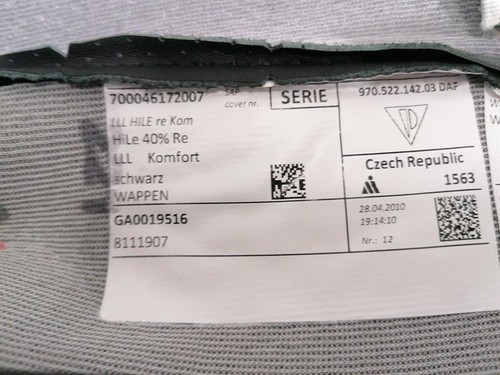 700046172007
SAP
cover nr.
SERIE
970.522.142.03 DAF
LLL HILE re Kom
HiLe 40% Re
LLL Komfort
schwarz
WAPPEN
Czech Republic
1563
GA0019516
8111907
28.04.2010
19:14:10
Nr.: 12